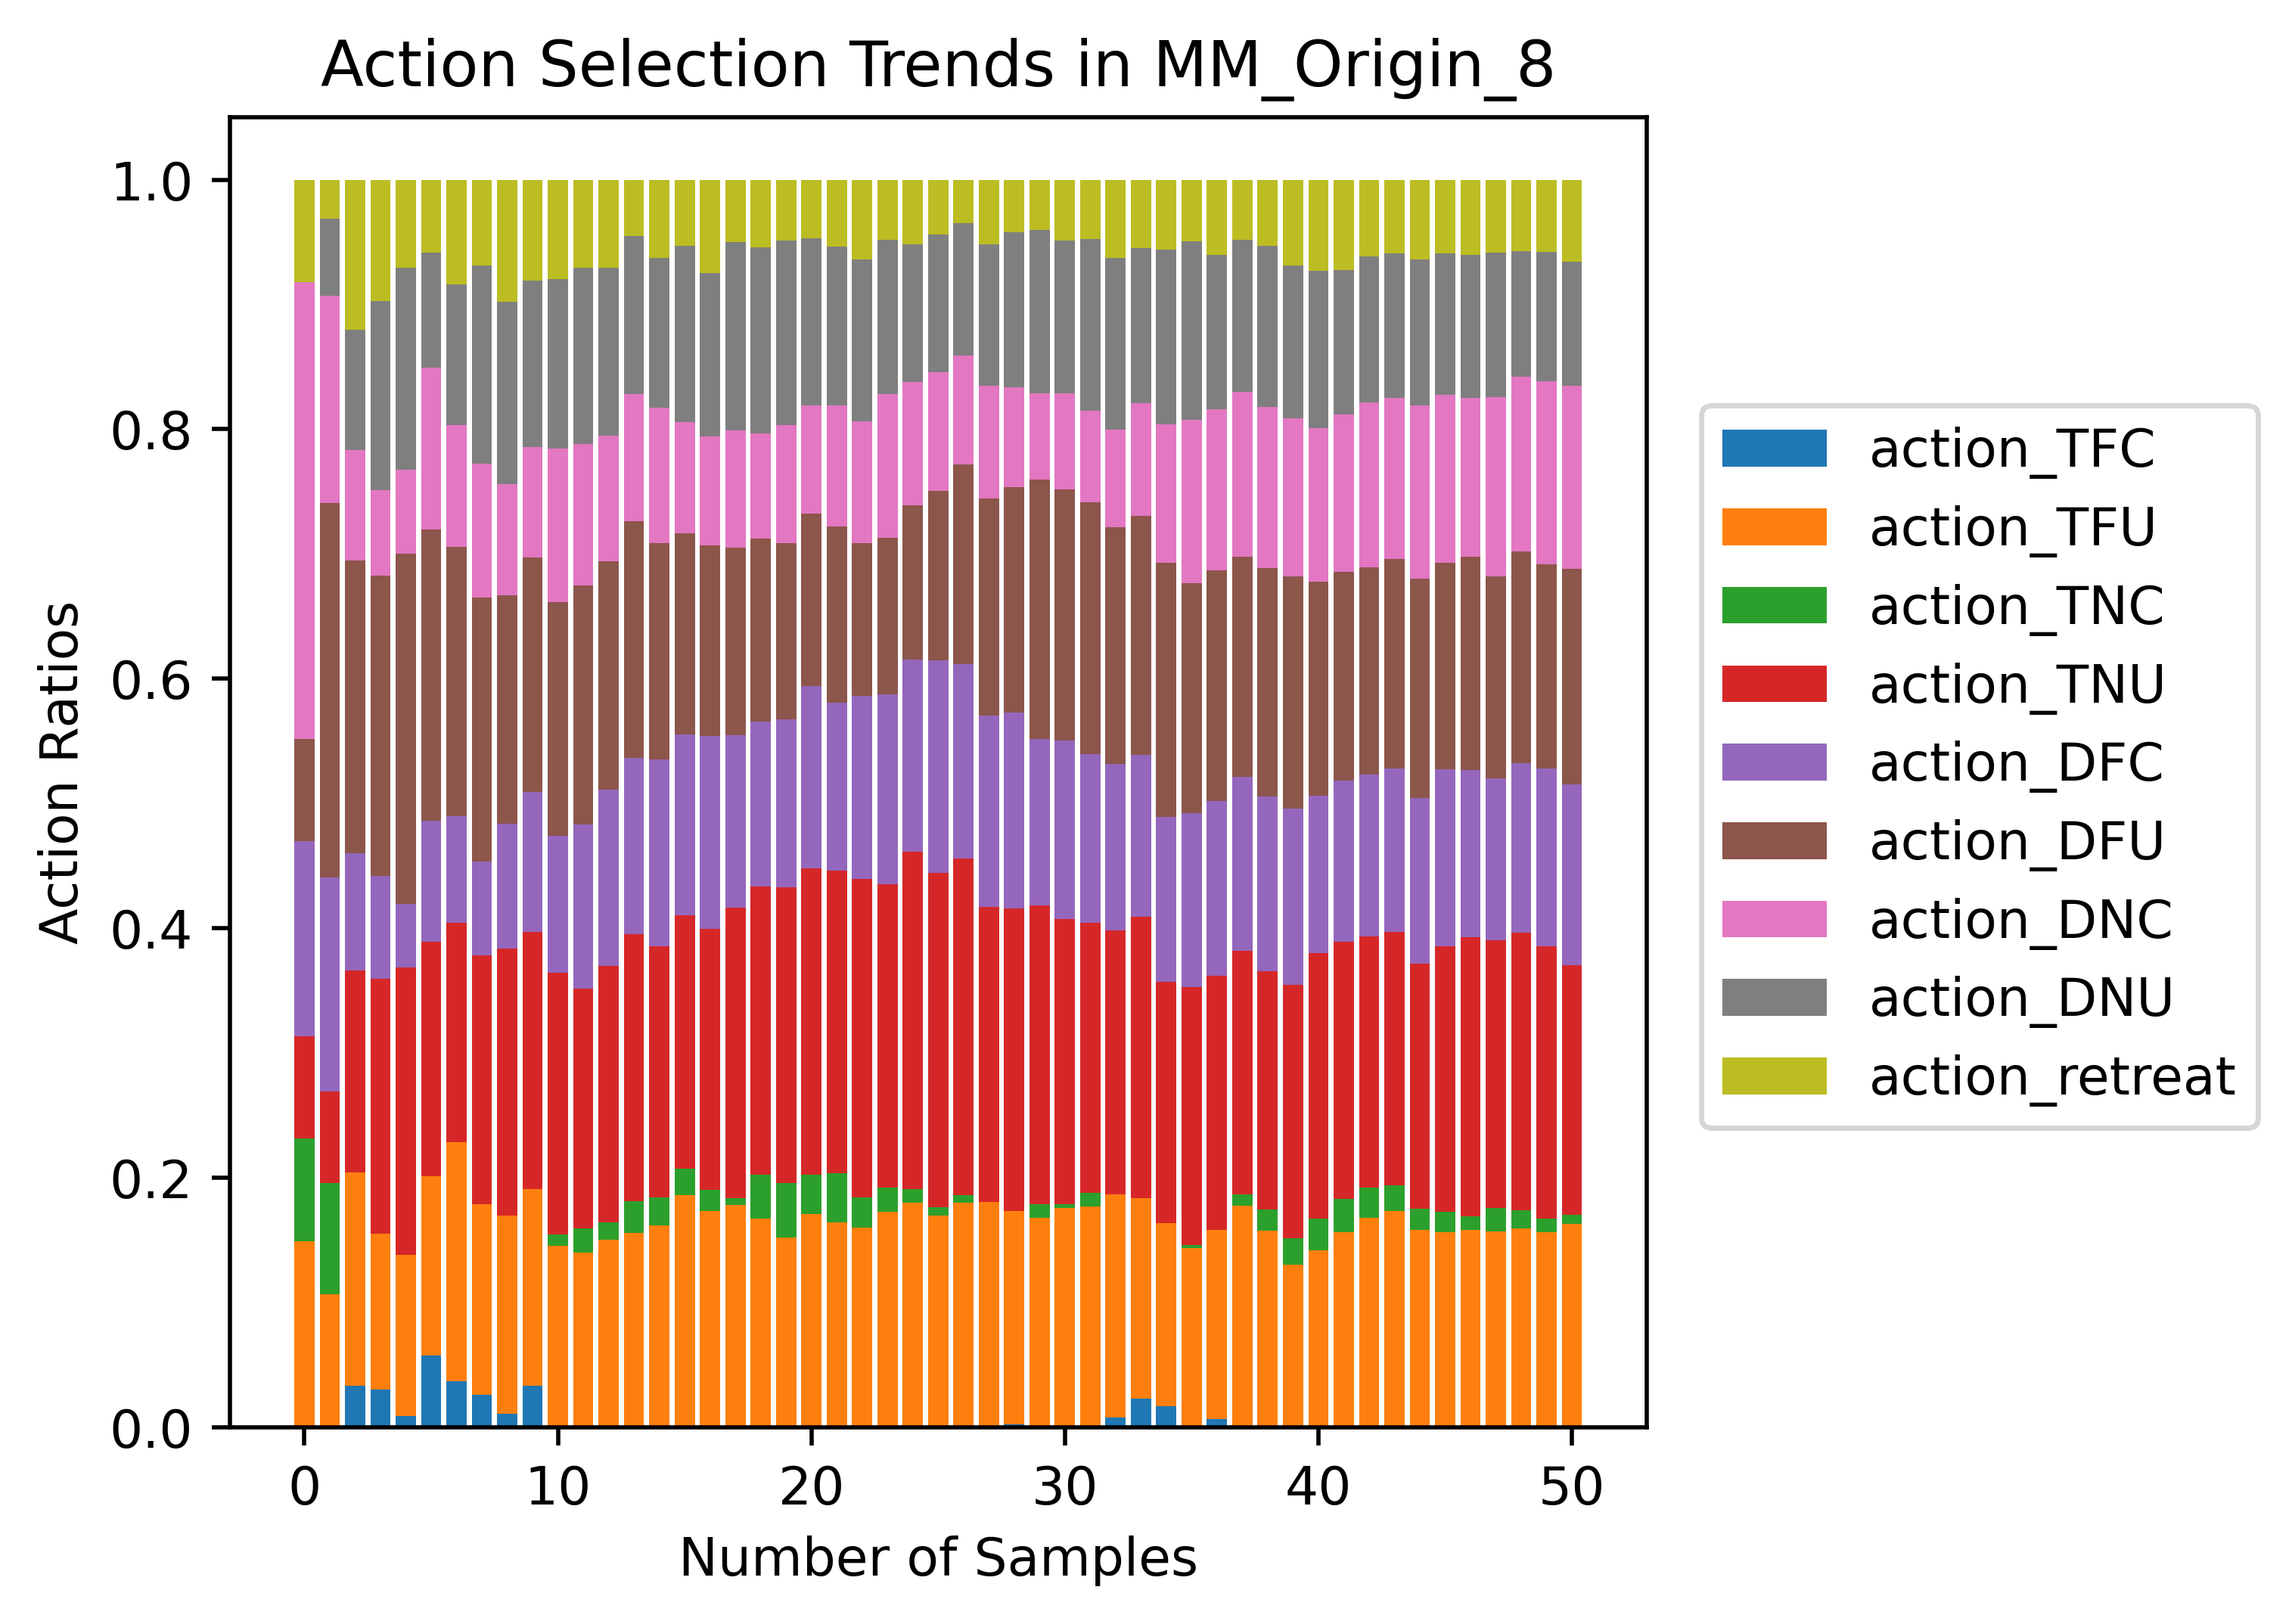 Action Selection Trends in MM_Origin_8
Action Ratios
1.0
0.8
0.6
0.4
0.2
0.0
0 10 20 30 40 50
Number of Samples
action_TFC
action_TFU
action_TNC
action_TNU
action_DFC
action_DFU
action_DNC
action_DNU
action_retreat